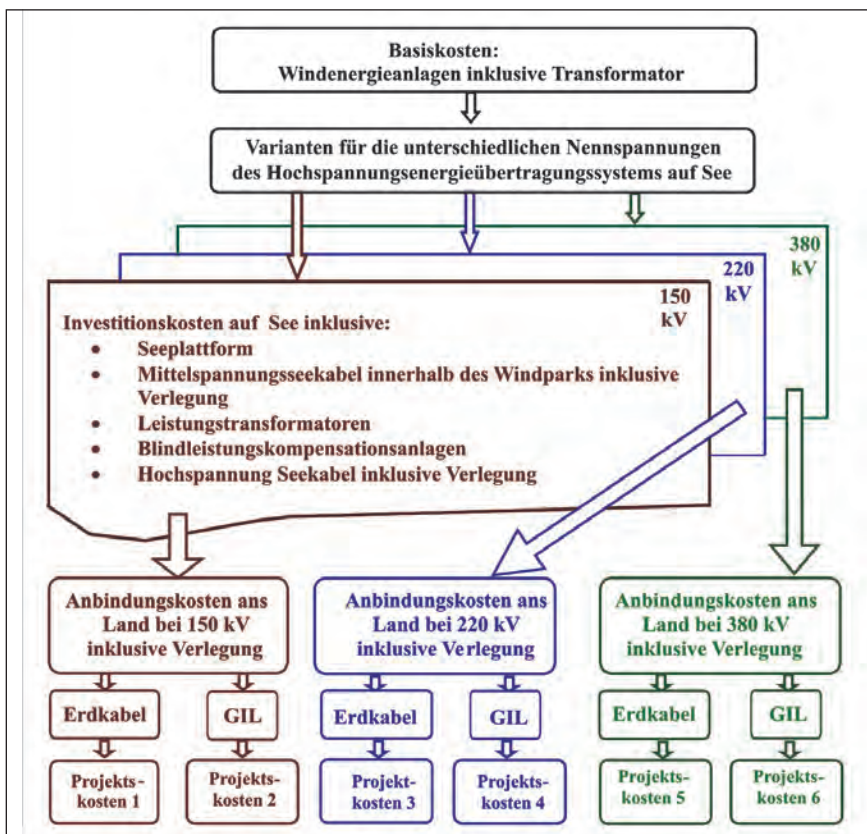 Basiskosten:
Windenergieanlagen inklusive Transformator
Varianten für die unterschiedlichen Nennspannungen
des Hochspannungsenergieübertragungssystems auf See
380
kV
220
kV
150
kV
Investitionskosten auf See inklusive:
• Seeplattform
• Mittelspannungsseekabel innerhalb des Windparks inklusive
Verlegung
• Leistungstransformatoren
• Blindleistungskompensationsanlagen
• Hochspannung Seekabel inklusive Verlegung
Anbindungskosten ans
Land bei 150 kV
inklusive Verlegung
Anbindungskosten ans
Land bei 220 kV
inklusive Verlegung
Anbindungskosten ans
Land bei 380 kV
inklusive Verlegung
Erdkabel
GIL
Erdkabel
GIL
Erdkabel
GIL
Projekts-
kosten 1
Projekts-
kosten 2
Projekt-
kosten 3
Projekts-
kosten 4
Projekts-
kosten 5
Projekts-
kosten 6